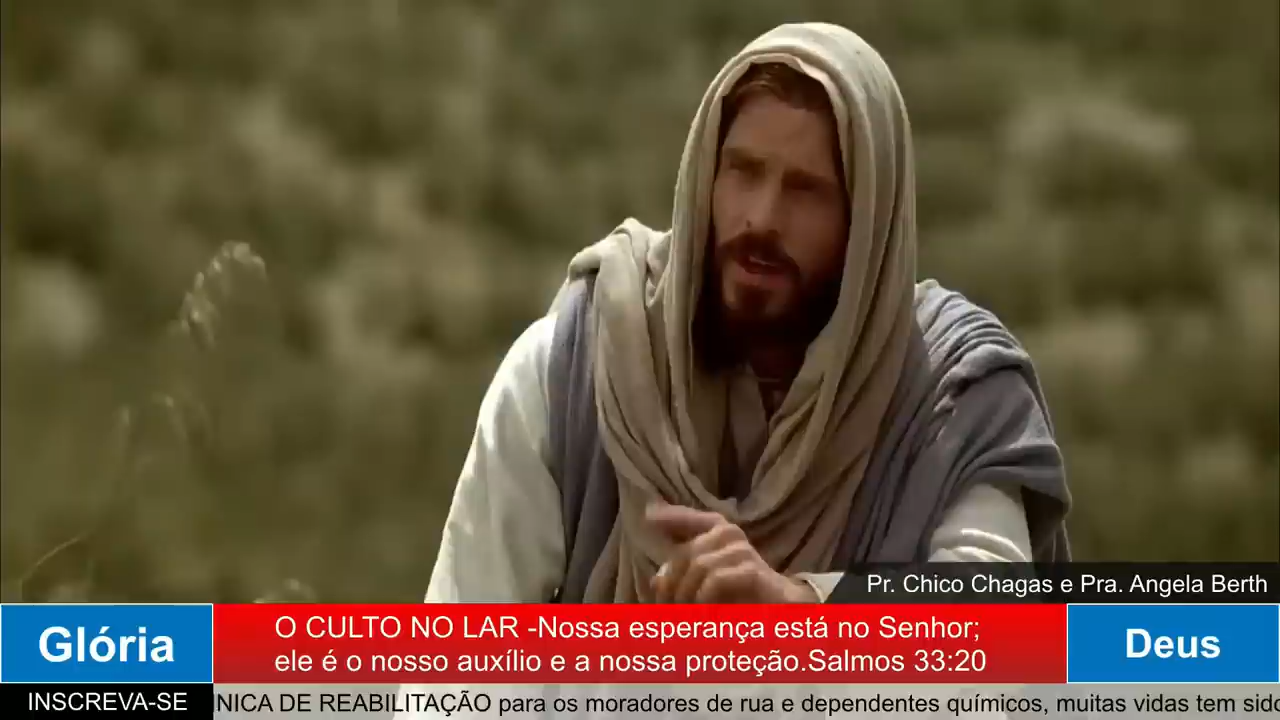 Pr. Chico Chagas e Pra. Angela Berth
Glória
O CULTO NO LAR -Nossa esperança está no Senhor;
ele é o nosso auxílio e a nossa proteção.Salmos 33:20
Deus
INSCREVA-SE
NICA DE REABILITAÇÃO para os moradores de rua e dependentes químicos, muitas vidas tem sido